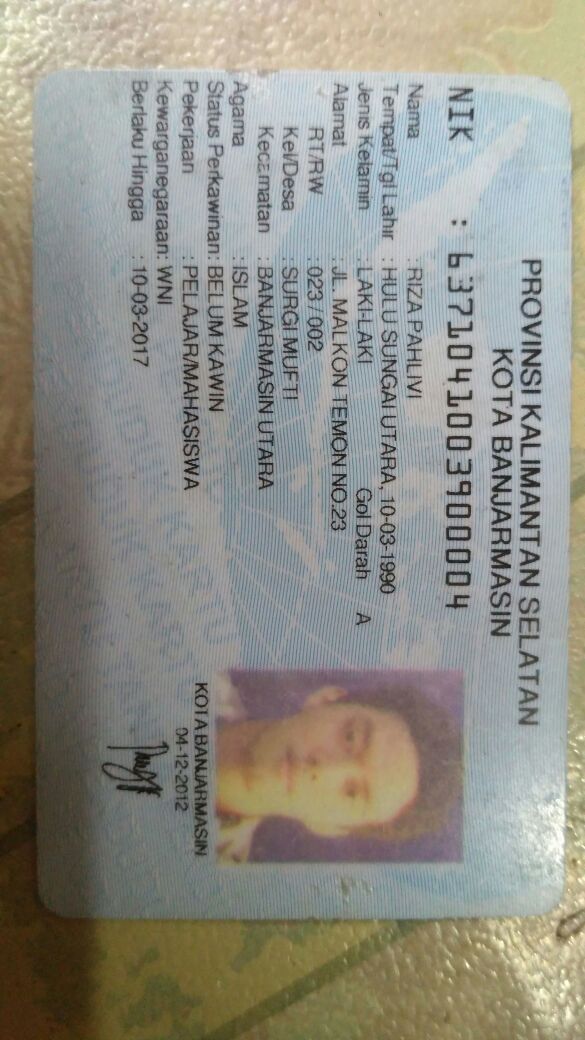 PROVINSI KALIMANTAN SELATAN
KOTA BANJARMASIN
NIK : 6371041003900004
Nama : RIZA PAHLIVI
Tempat/Tgl Lahir : HULU SUNGAI UTARA, 10-03-1990
Jenis Kelamin : LAKI-LAKI Gol Darah A
Alamat : JL. MALKON TEMON NO.23
RT/RW : 023 / 002
Kel/Desa : SURGI MUFTI
Kecamatan : BANJARMASIN UTARA
Agama : ISLAM
Status Perkawinan: BELUM KAWIN
Pekerjaan : PELAJAR/MAHASISWA
Kewarganegaraan: WNI
Berlaku Hingga : 10-03-2017
KOTA BANJARMASIN
04-12-2012